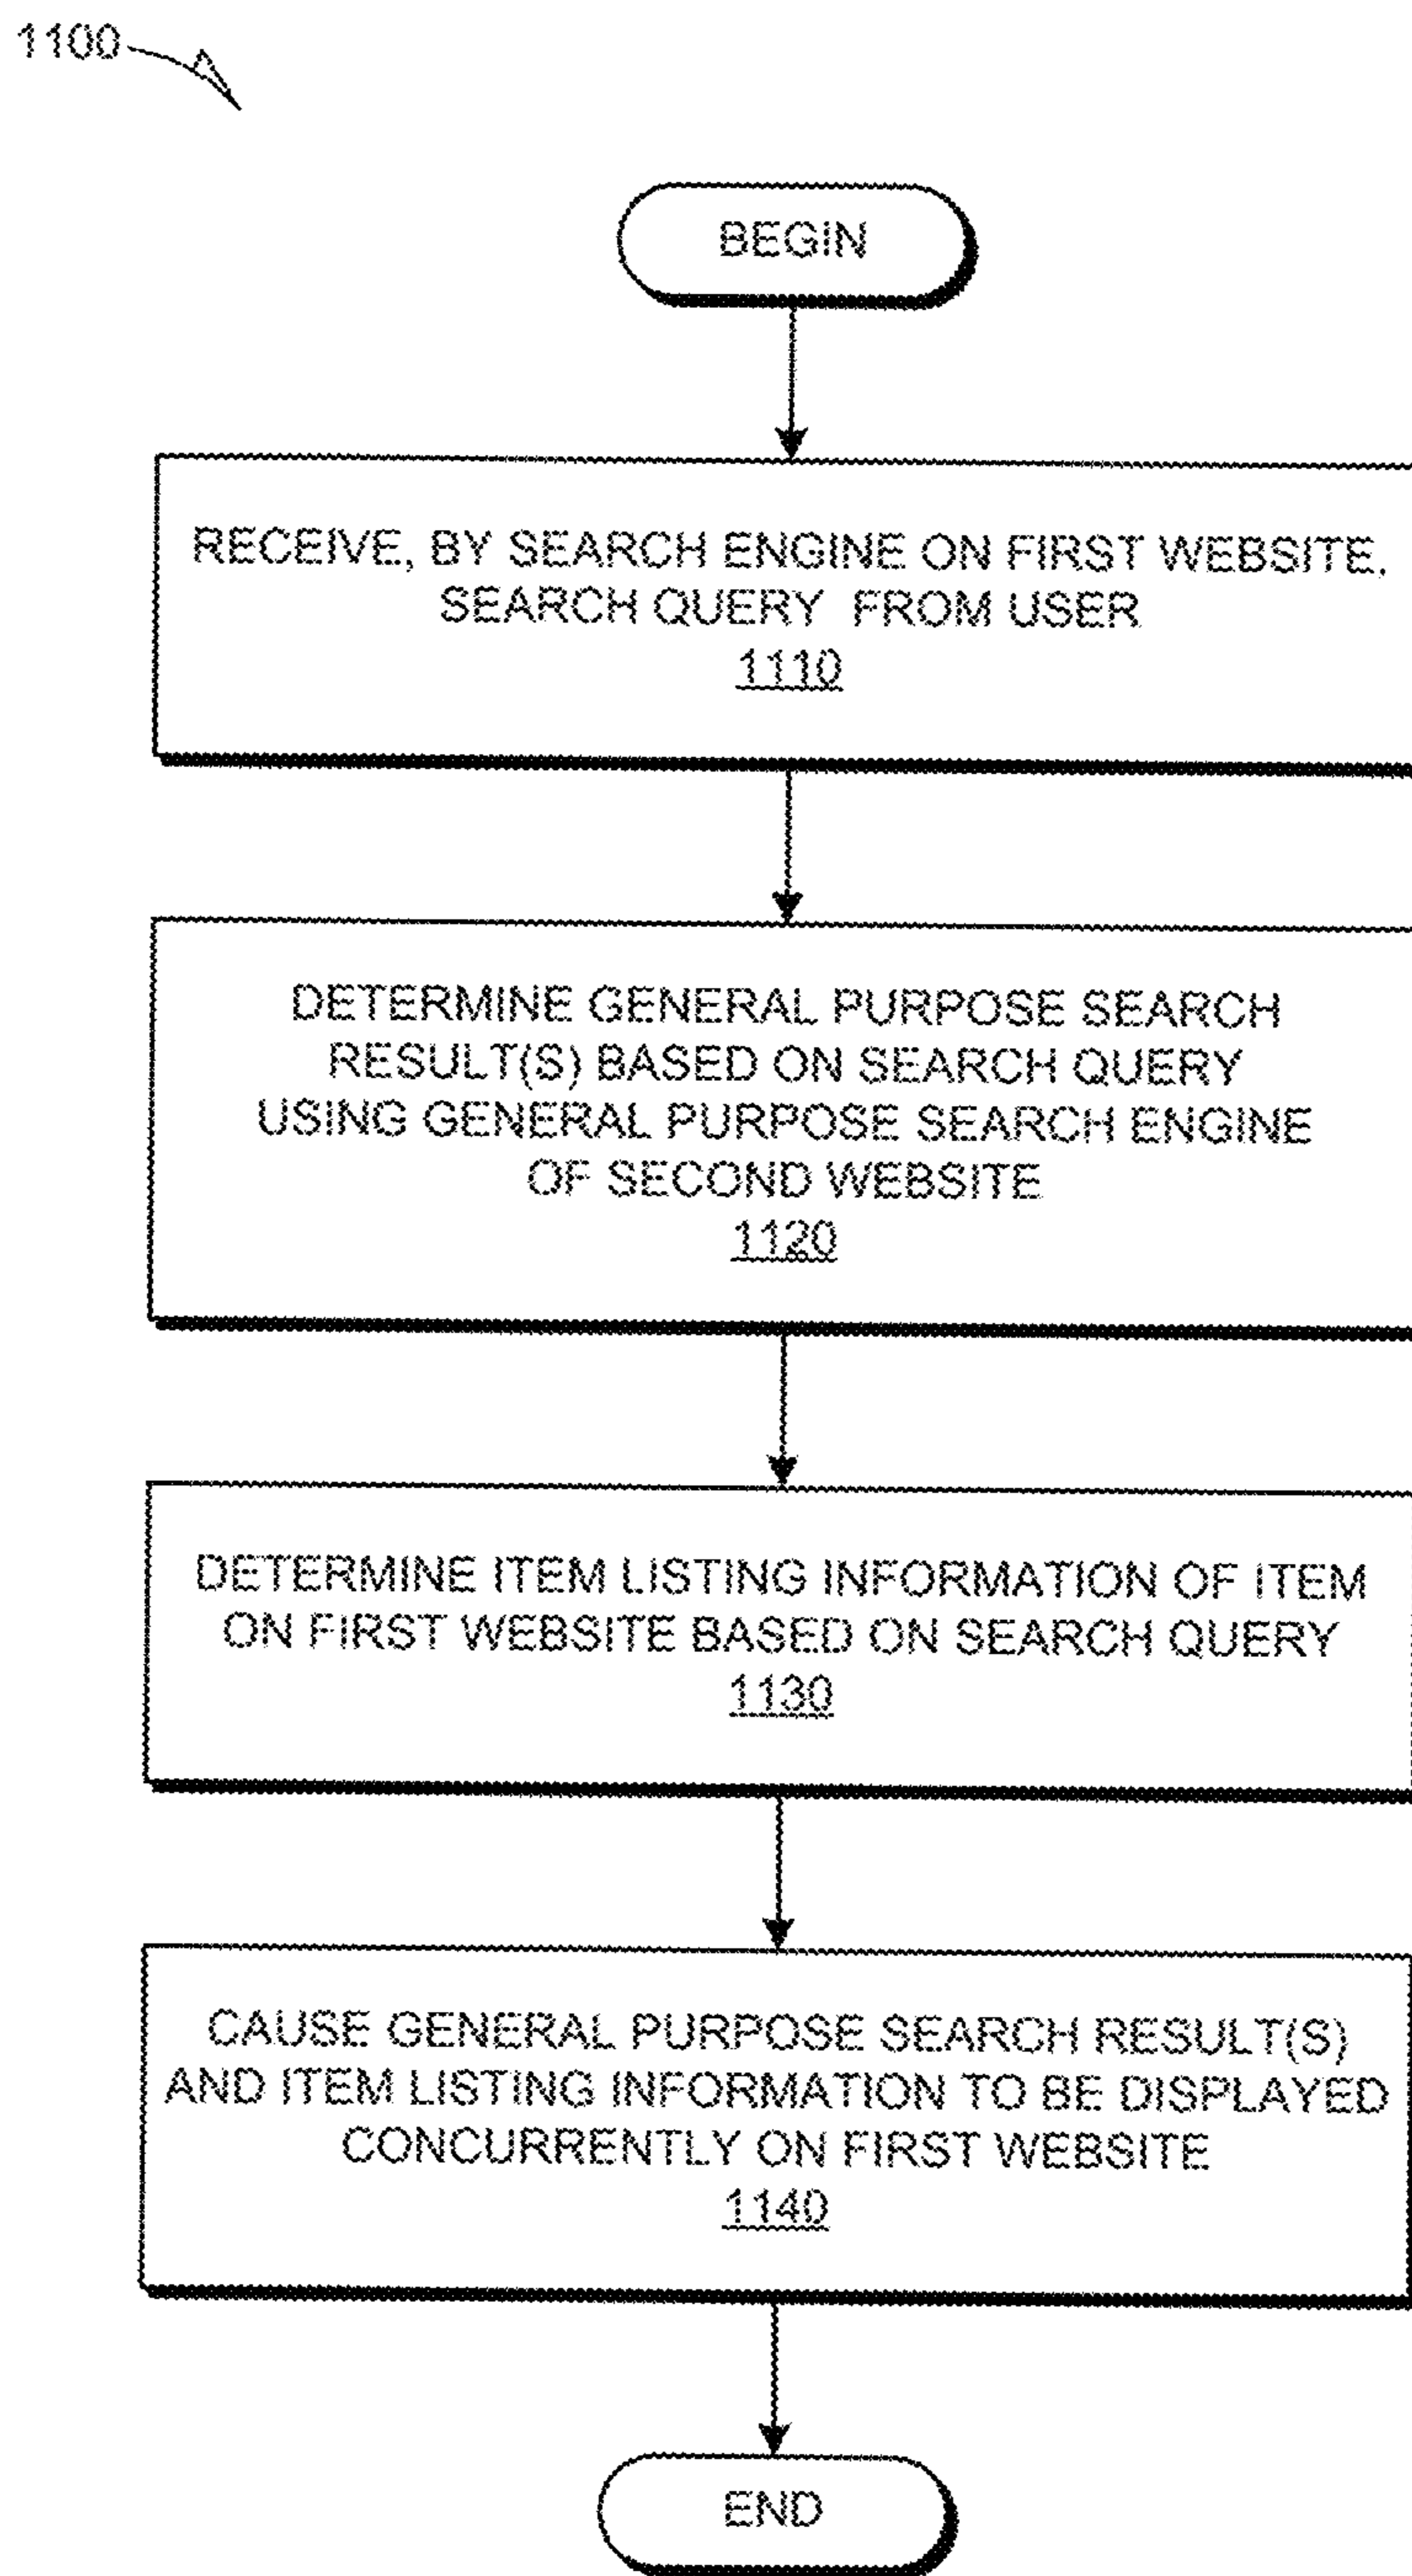 1100
BEGIN
RECEIVE, BY SEARCH ENGINE ON FIRST WEBSITE,
SEARCH QUERY FROM USER
1110
DETERMINE GENERAL PURPOSE SEARCH
RESULT(S) BASED ON SEARCH QUERY
USING GENERAL PURPOSE SEARCH ENGINE
OF SECOND WEBSITE
1120
DETERMINE ITEM LISTING INFORMATION OF ITEM
ON FIRST WEBSITE BASED ON SEARCH QUERY
1130
CAUSE GENERAL PURPOSE SEARCH RESULT(S)
AND ITEM LISTING INFORMATION TO BE DISPLAYED
CONCURRENTLY ON FIRST WEBSITE
1140
END